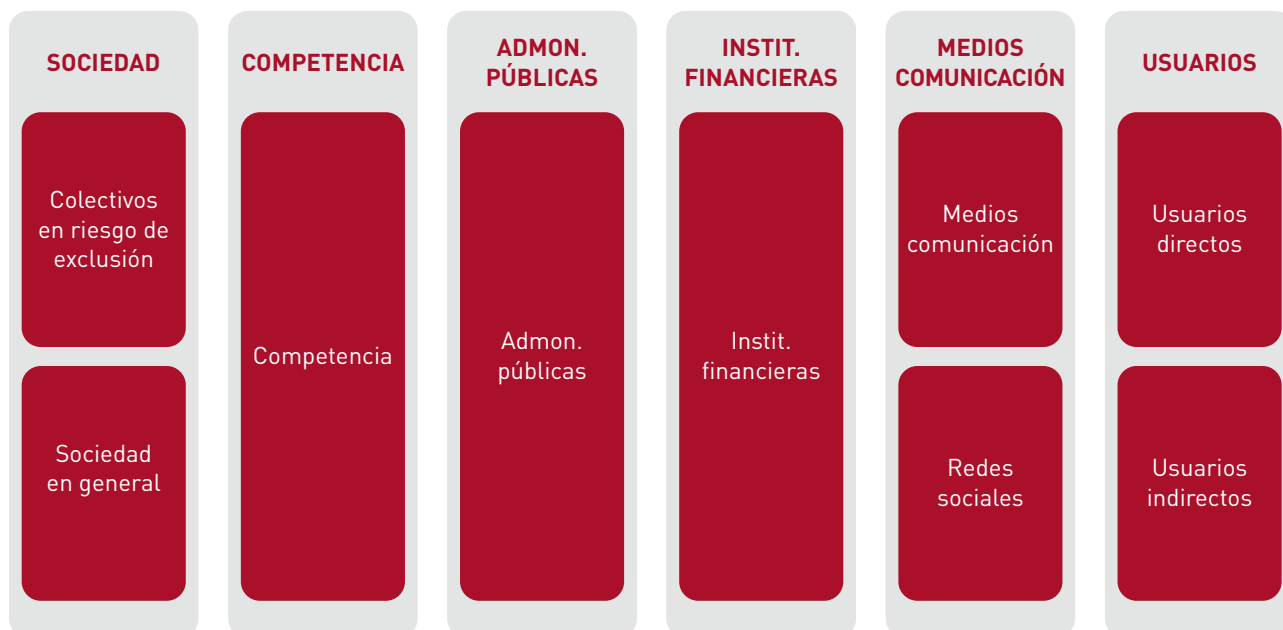 SOCIEDAD
Colectivos
en riesgo de
exclusión
Sociedad
en general
COMPETENCIA
Competencia
ADMON.
PÚBLICAS
Admon.
públicas
INSTIT.
FINANCIERAS
Instit.
financieras
MEDIOS
COMUNICACIÓN
Medios
comunicación
Redes
sociales
USUARIOS
Usuarios
directos
Usuarios
indirectos